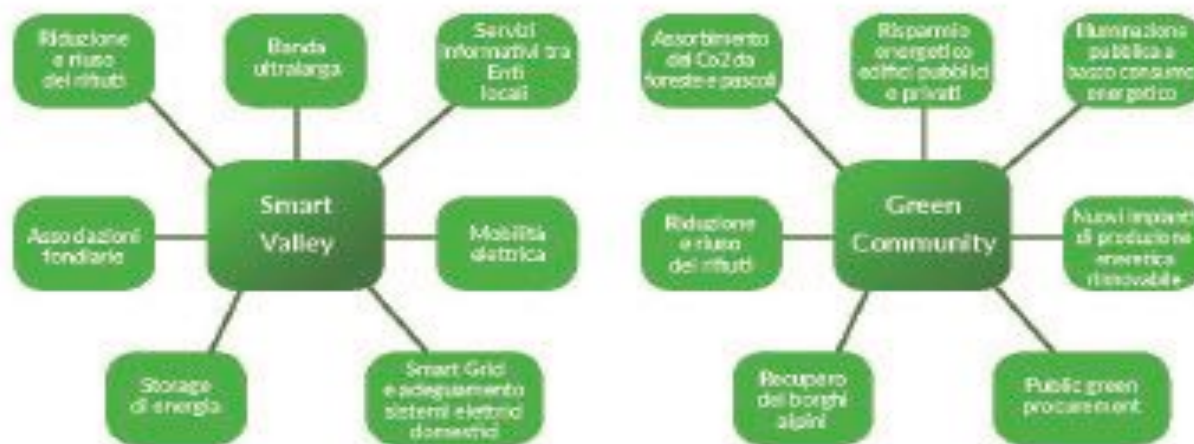 Riduzione
e riuso
dei rifiuti
Banda
ultralarga
Servizi
informativi tra
Enti
locali
Associazioni
fondiarie
Smart
Valley
Mobilità
elettrica
Storage
di energia
Smart Grid
e adeguamento
sistemi elettrici
domestici
Assorbimento
del Co2 da
foreste e pascoli
Risparmio
energetico
edifici pubblici
e privati
Illuminazione
pubblica a
basso consumo
energetico
Riduzione
e riuso
dei rifiuti
Green
Community
Nuovi impianti
di produzione
energetica
rinnovabile
Recupero
dei borghi
alpini
Public green
procurement